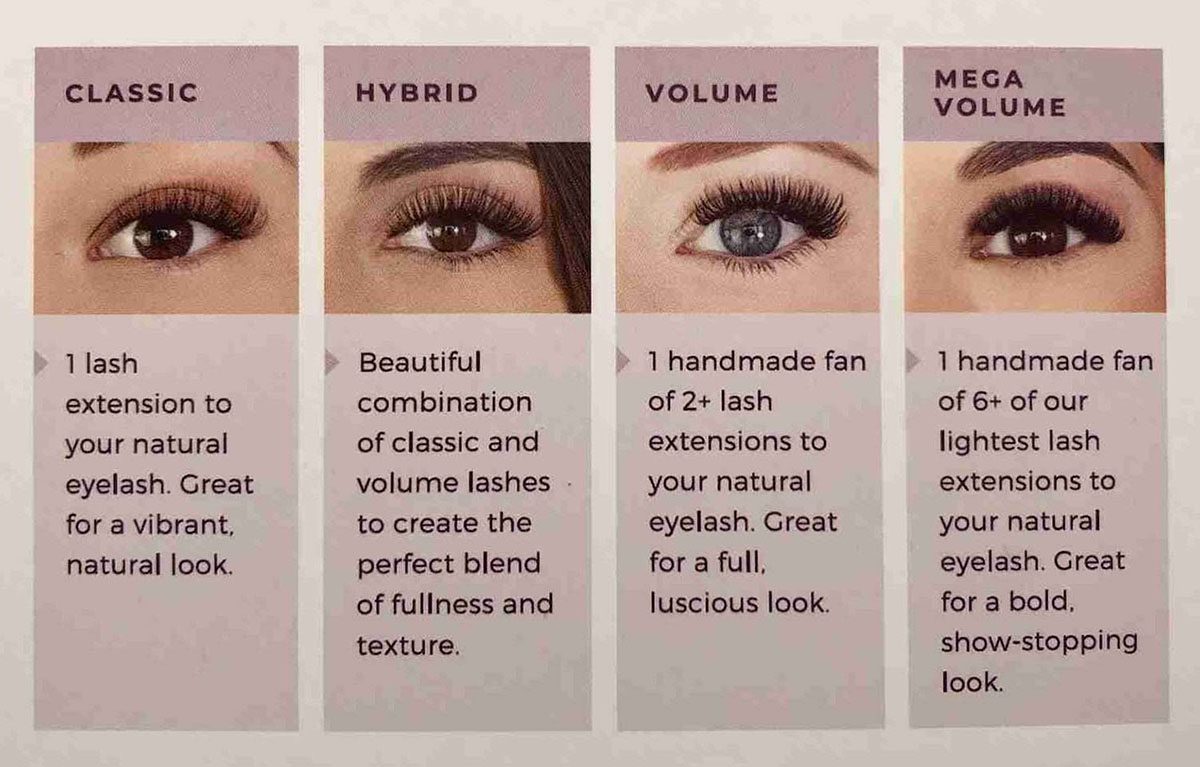 CLASSIC
1 lash
extension to
your natural
eyelash. Great
for a vibrant,
natural look.
HYBRID
Beautiful
combination
of classic and
volume lashes
to create the
perfect blend
of fullness and
texture.
VOLUME
1 handmade fan
of 2+ lash
extensions to
your natural
eyelash. Great
for a full,
luscious look.
MEGA
VOLUME
1 handmade fan
of 6+ of our
lightest lash
extensions to
your natural
eyelash. Great
for a bold,
show-stopping
look.